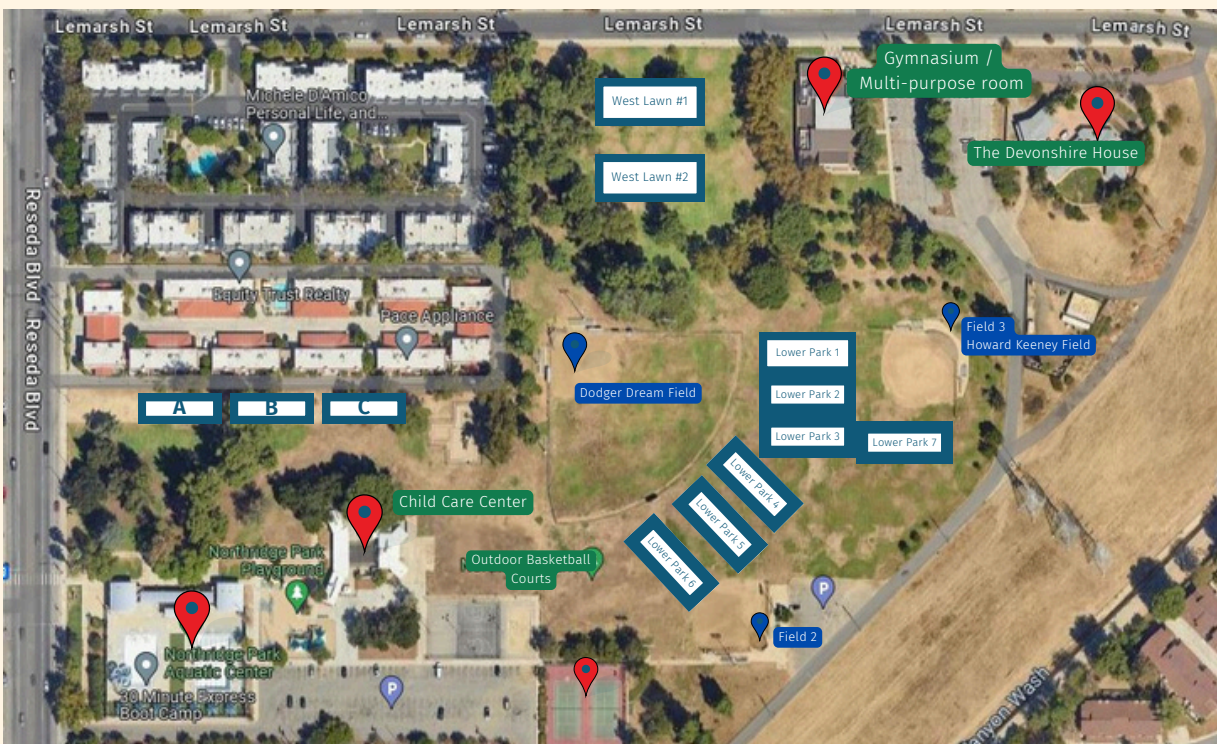 Lemarsh St
Lemarsh St
Lemarsh St
Lemarsh St
Lemarsh St
Lemarsh St
Gymnasium /
Multi-purpose room
Michele D'Amico
Personal Life, and...
West Lawn #1
The Devonshire House
West Lawn #2
Reseda Blvd
Reseda Blvd
Equity Trust Realty
Pace Appliance
Field 3
Howard Keeney Field
Lower Park 1
Dodger Dream Field
Lower Park 2
A
B
C
Lower Park 3
Lower Park 7
Lower Park 4
Child Care Center
Lower Park 5
Lower Park 6
Northridge Park
Playground
Outdoor Basketball
Courts
P
Field 2
Northridge Park
Aquatic Center
30 Minute Express
Boot Camp
P
anyon Wash